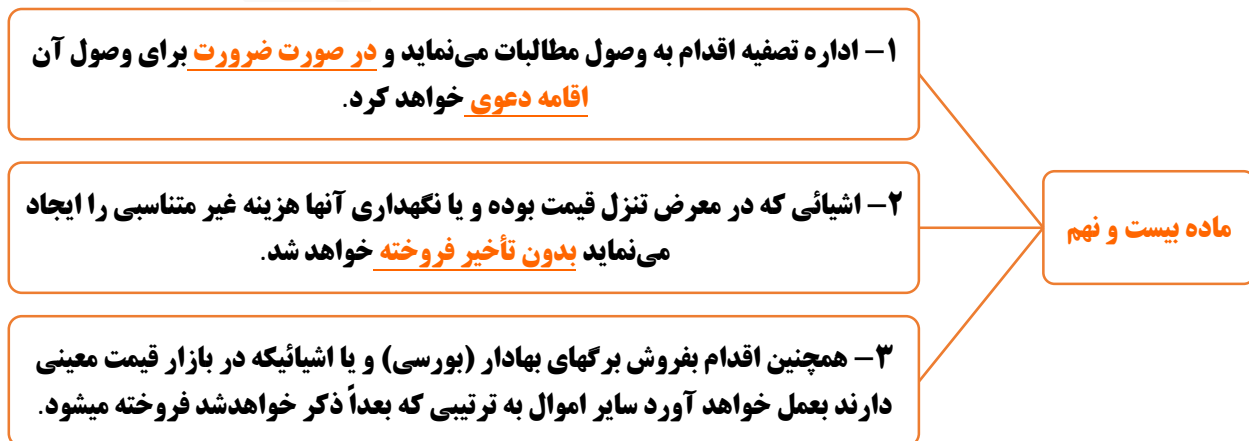 ماده بیست و نهم
۱- اداره تصفیه اقدام به وصول مطالبات می‌نماید و در صورت ضرورت برای وصول آن
اقامه دعوی خواهد کرد.
۲- اشیائی که در معرض تنزل قیمت بوده و یا نگهداری آنها هزینه غیر متناسبی را ایجاد
می‌نماید بدون تأخیر فروخته خواهد شد.
۳- همچنین اقدام بفروش برگهای بهادار (بورسی) و یا اشیائیکه در بازار قیمت معینی
دارند بعمل خواهد آورد سایر اموال به ترتیبی که بعداً ذکر خواهدشد فروخته میشود.